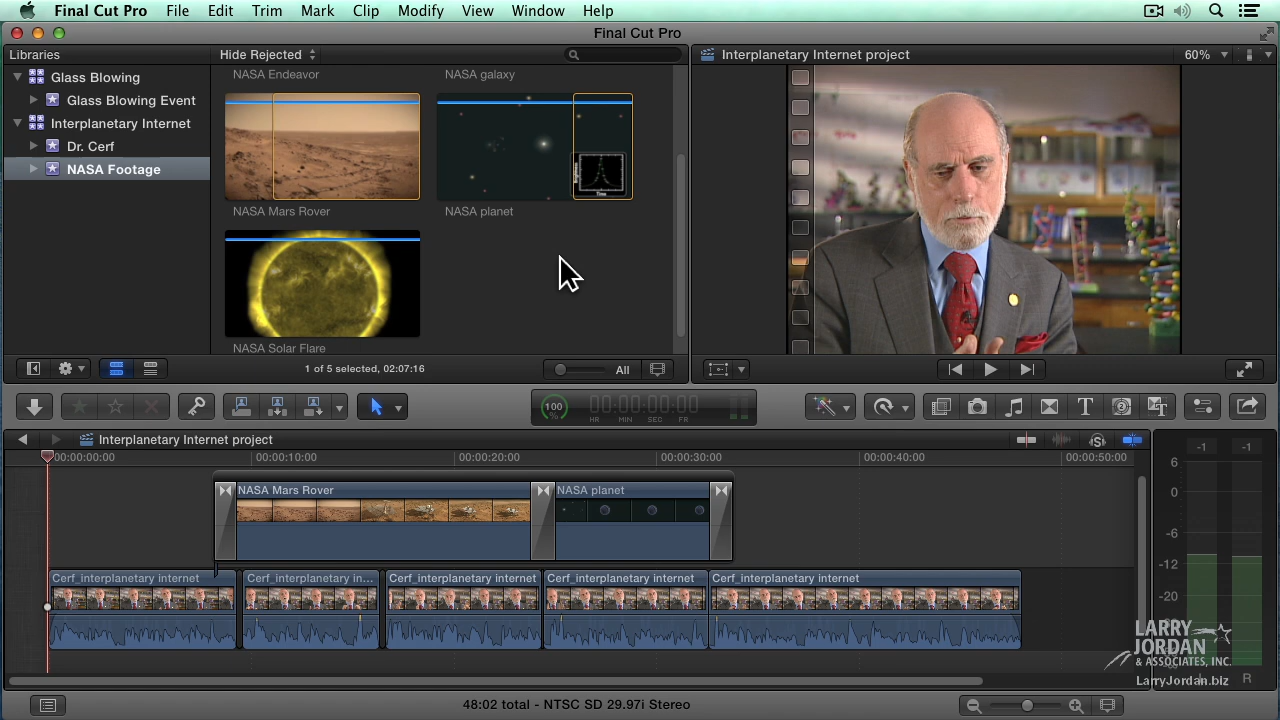 Final Cut Pro File Edit Trim Mark Clip Modify View Window Help
Final Cut Pro
Libraries
Hide Rejected
Interplanetary Internet project
60%
Glass Blowing
Glass Blowing Event
Interplanetary Internet
Dr. Cerf
NASA Footage
NASA Endeavor
NASA galaxy
NASA Mars Rover
NASA planet
Time
NASA Solar Flare
1 of 5 selected, 02:07:16
All
100
%
00:00:00:00
HR MIN SEC FR
Interplanetary Internet project
00:00:00:00
00:00:10:00
00:00:20:00
00:00:30:00
00:00:40:00
00:00:50:00
NASA Mars Rover
NASA planet
Cerf_interplanetary internet
Cerf_interplanetary in...
Cerf_interplanetary internet
Cerf_interplanetary internet
Cerf_interplanetary internet
-1
-1
6
0
-6
-12
-20
R
LARRY
JORDAN
& ASSOCIATES, INC.
LarryJordan.biz
48:02 total - NTSC SD 29.97i Stereo